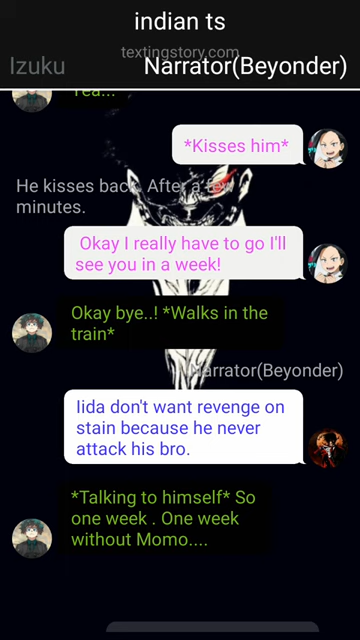 indian ts
textingstory.com
Izuku
Narrator(Beyonder)
Yea...
*Kisses him*
He kisses back. After a few
minutes.
Okay I really have to go I'll
see you in a week!
Okay bye..! *Walks in the
train*
Narrator(Beyonder)
Iida don't want revenge on
stain because he never
attack his bro.
*Talking to himself* So
one week . One week
without Momo....